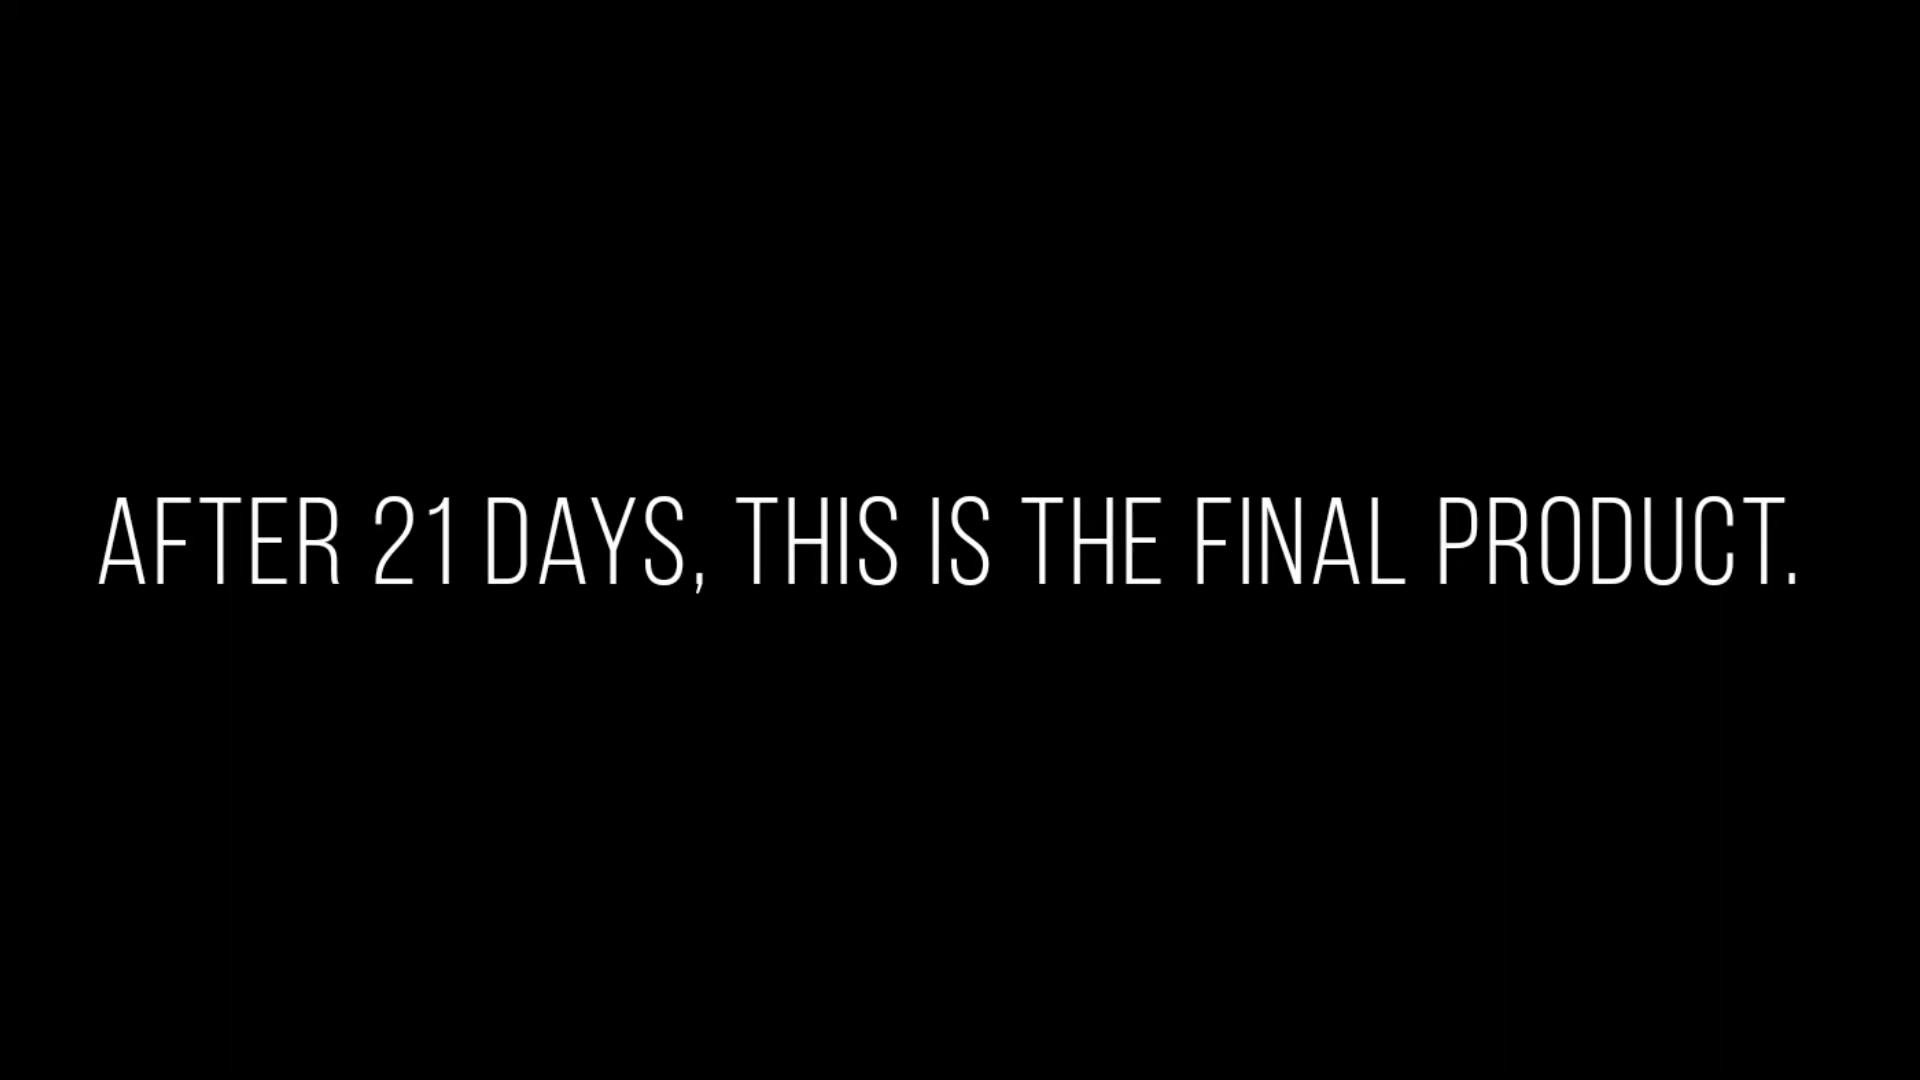 AFTER 21 DAYS, THIS IS THE FINAL PRODUCT.